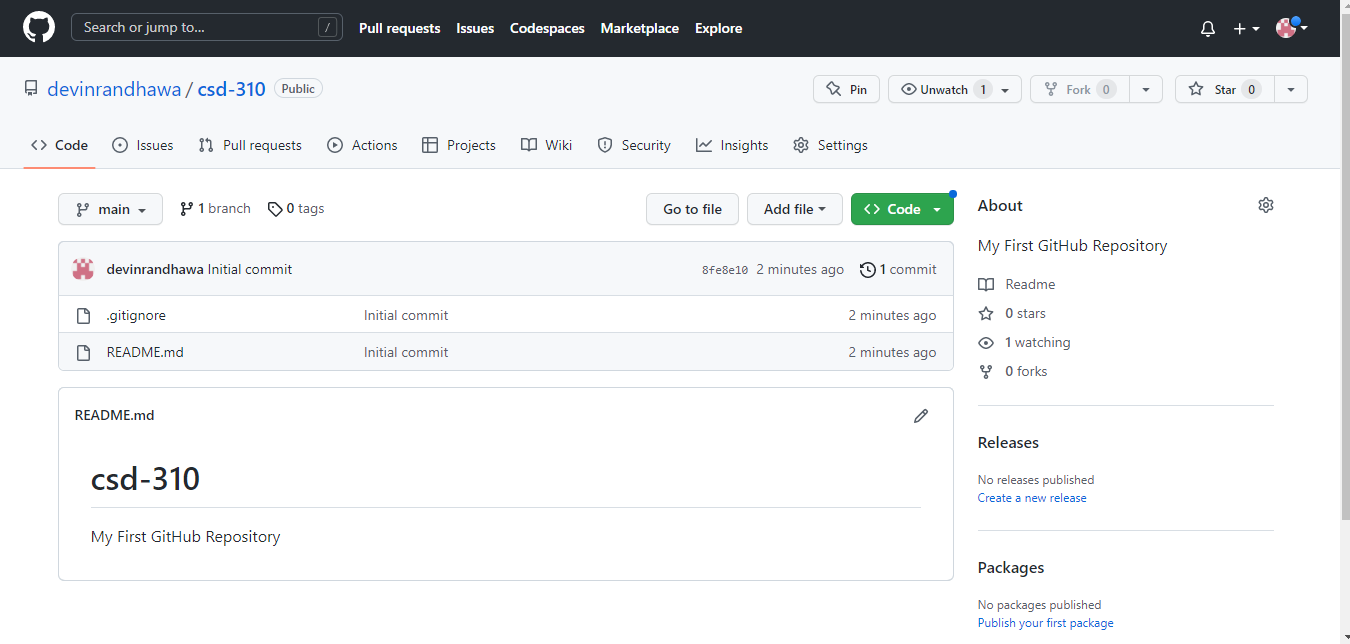 Search or jump to... / Pull requests Issues Codespaces Marketplace Explore
devinrandhawa / csd-310 Public Pin Unwatch 1 Fork 0 Star 0
Code Issues Pull requests Actions Projects Wiki Security Insights Settings
main 1 branch 0 tags Go to file Add file Code
devinrandhawa Initial commit 8fe8e10 2 minutes ago 1 commit
.gitignore Initial commit 2 minutes ago
README.md Initial commit 2 minutes ago
README.md
csd-310
My First GitHub Repository
About
My First GitHub Repository
Readme
0 stars
1 watching
0 forks
Releases
No releases published
Create a new release
Packages
No packages published
Publish your first package